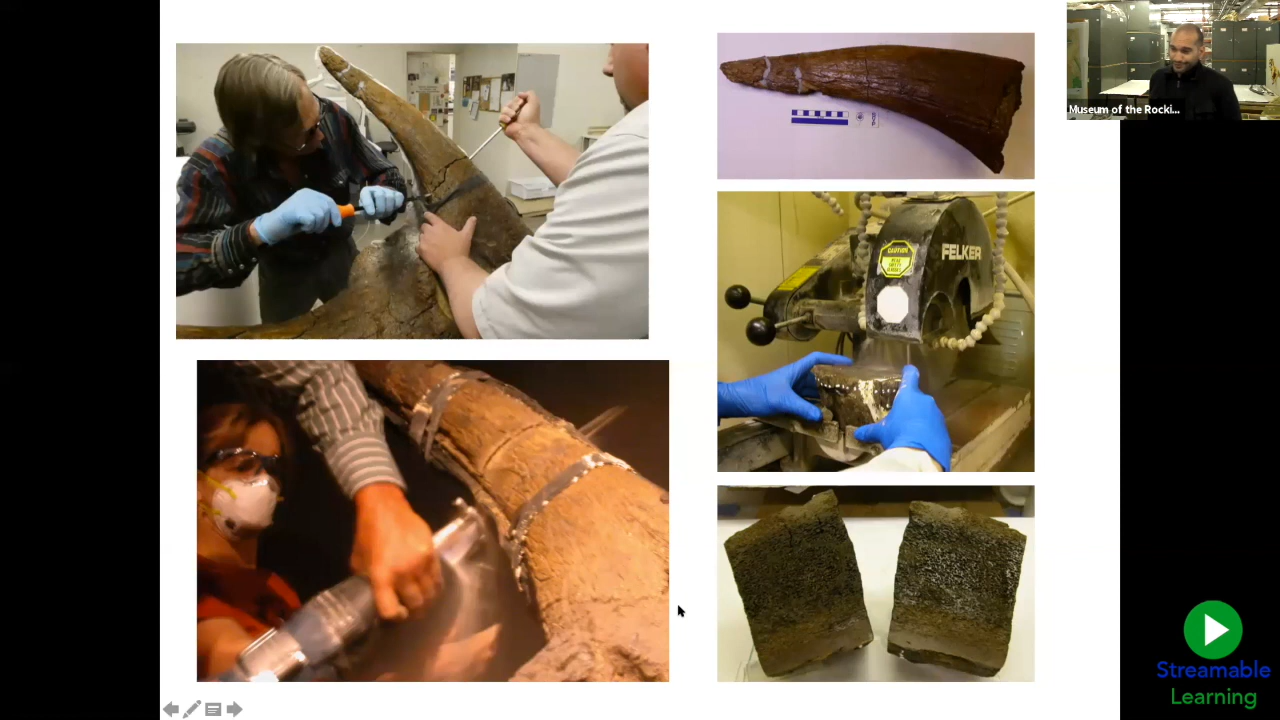 Museum of the Rocki...
CAUTION
FELKER
Streamable
Learning